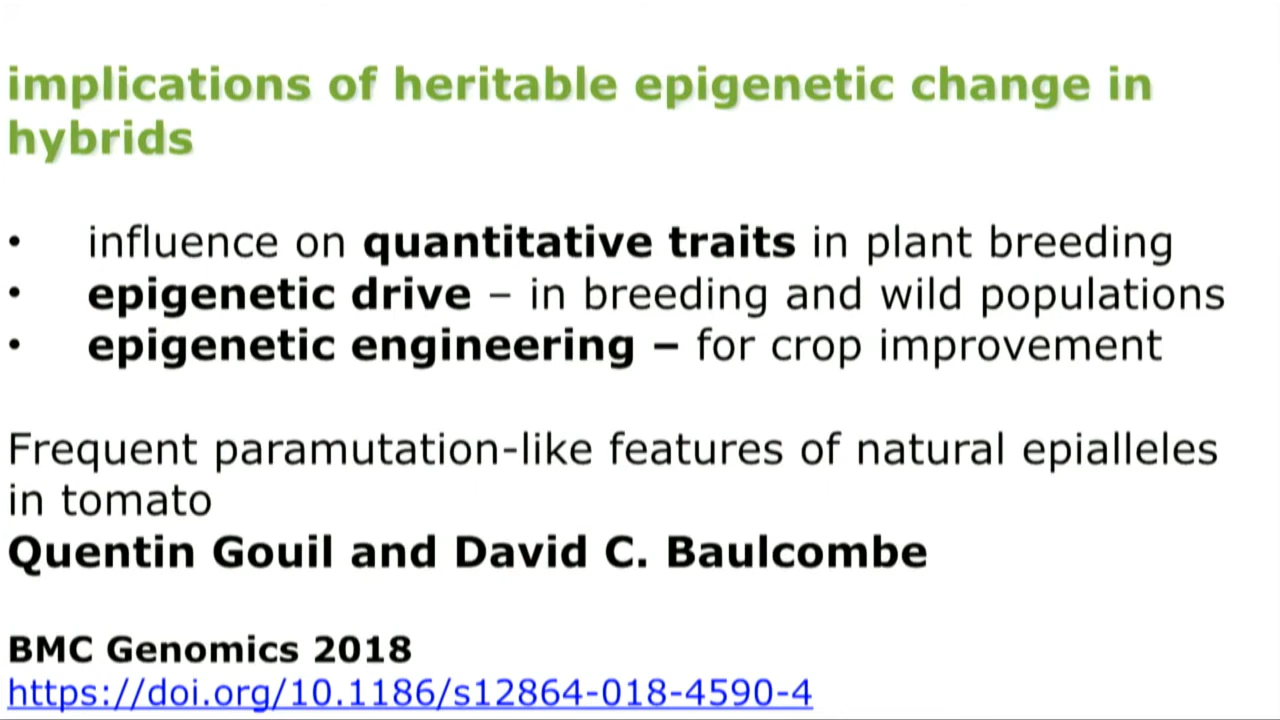 implications of heritable epigenetic change in
hybrids
• influence on quantitative traits in plant breeding
• epigenetic drive – in breeding and wild populations
• epigenetic engineering – for crop improvement
Frequent paramutation-like features of natural epialleles
in tomato
Quentin Gouil and David C. Baulcombe
BMC Genomics 2018
https://doi.org/10.1186/s12864-018-4590-4